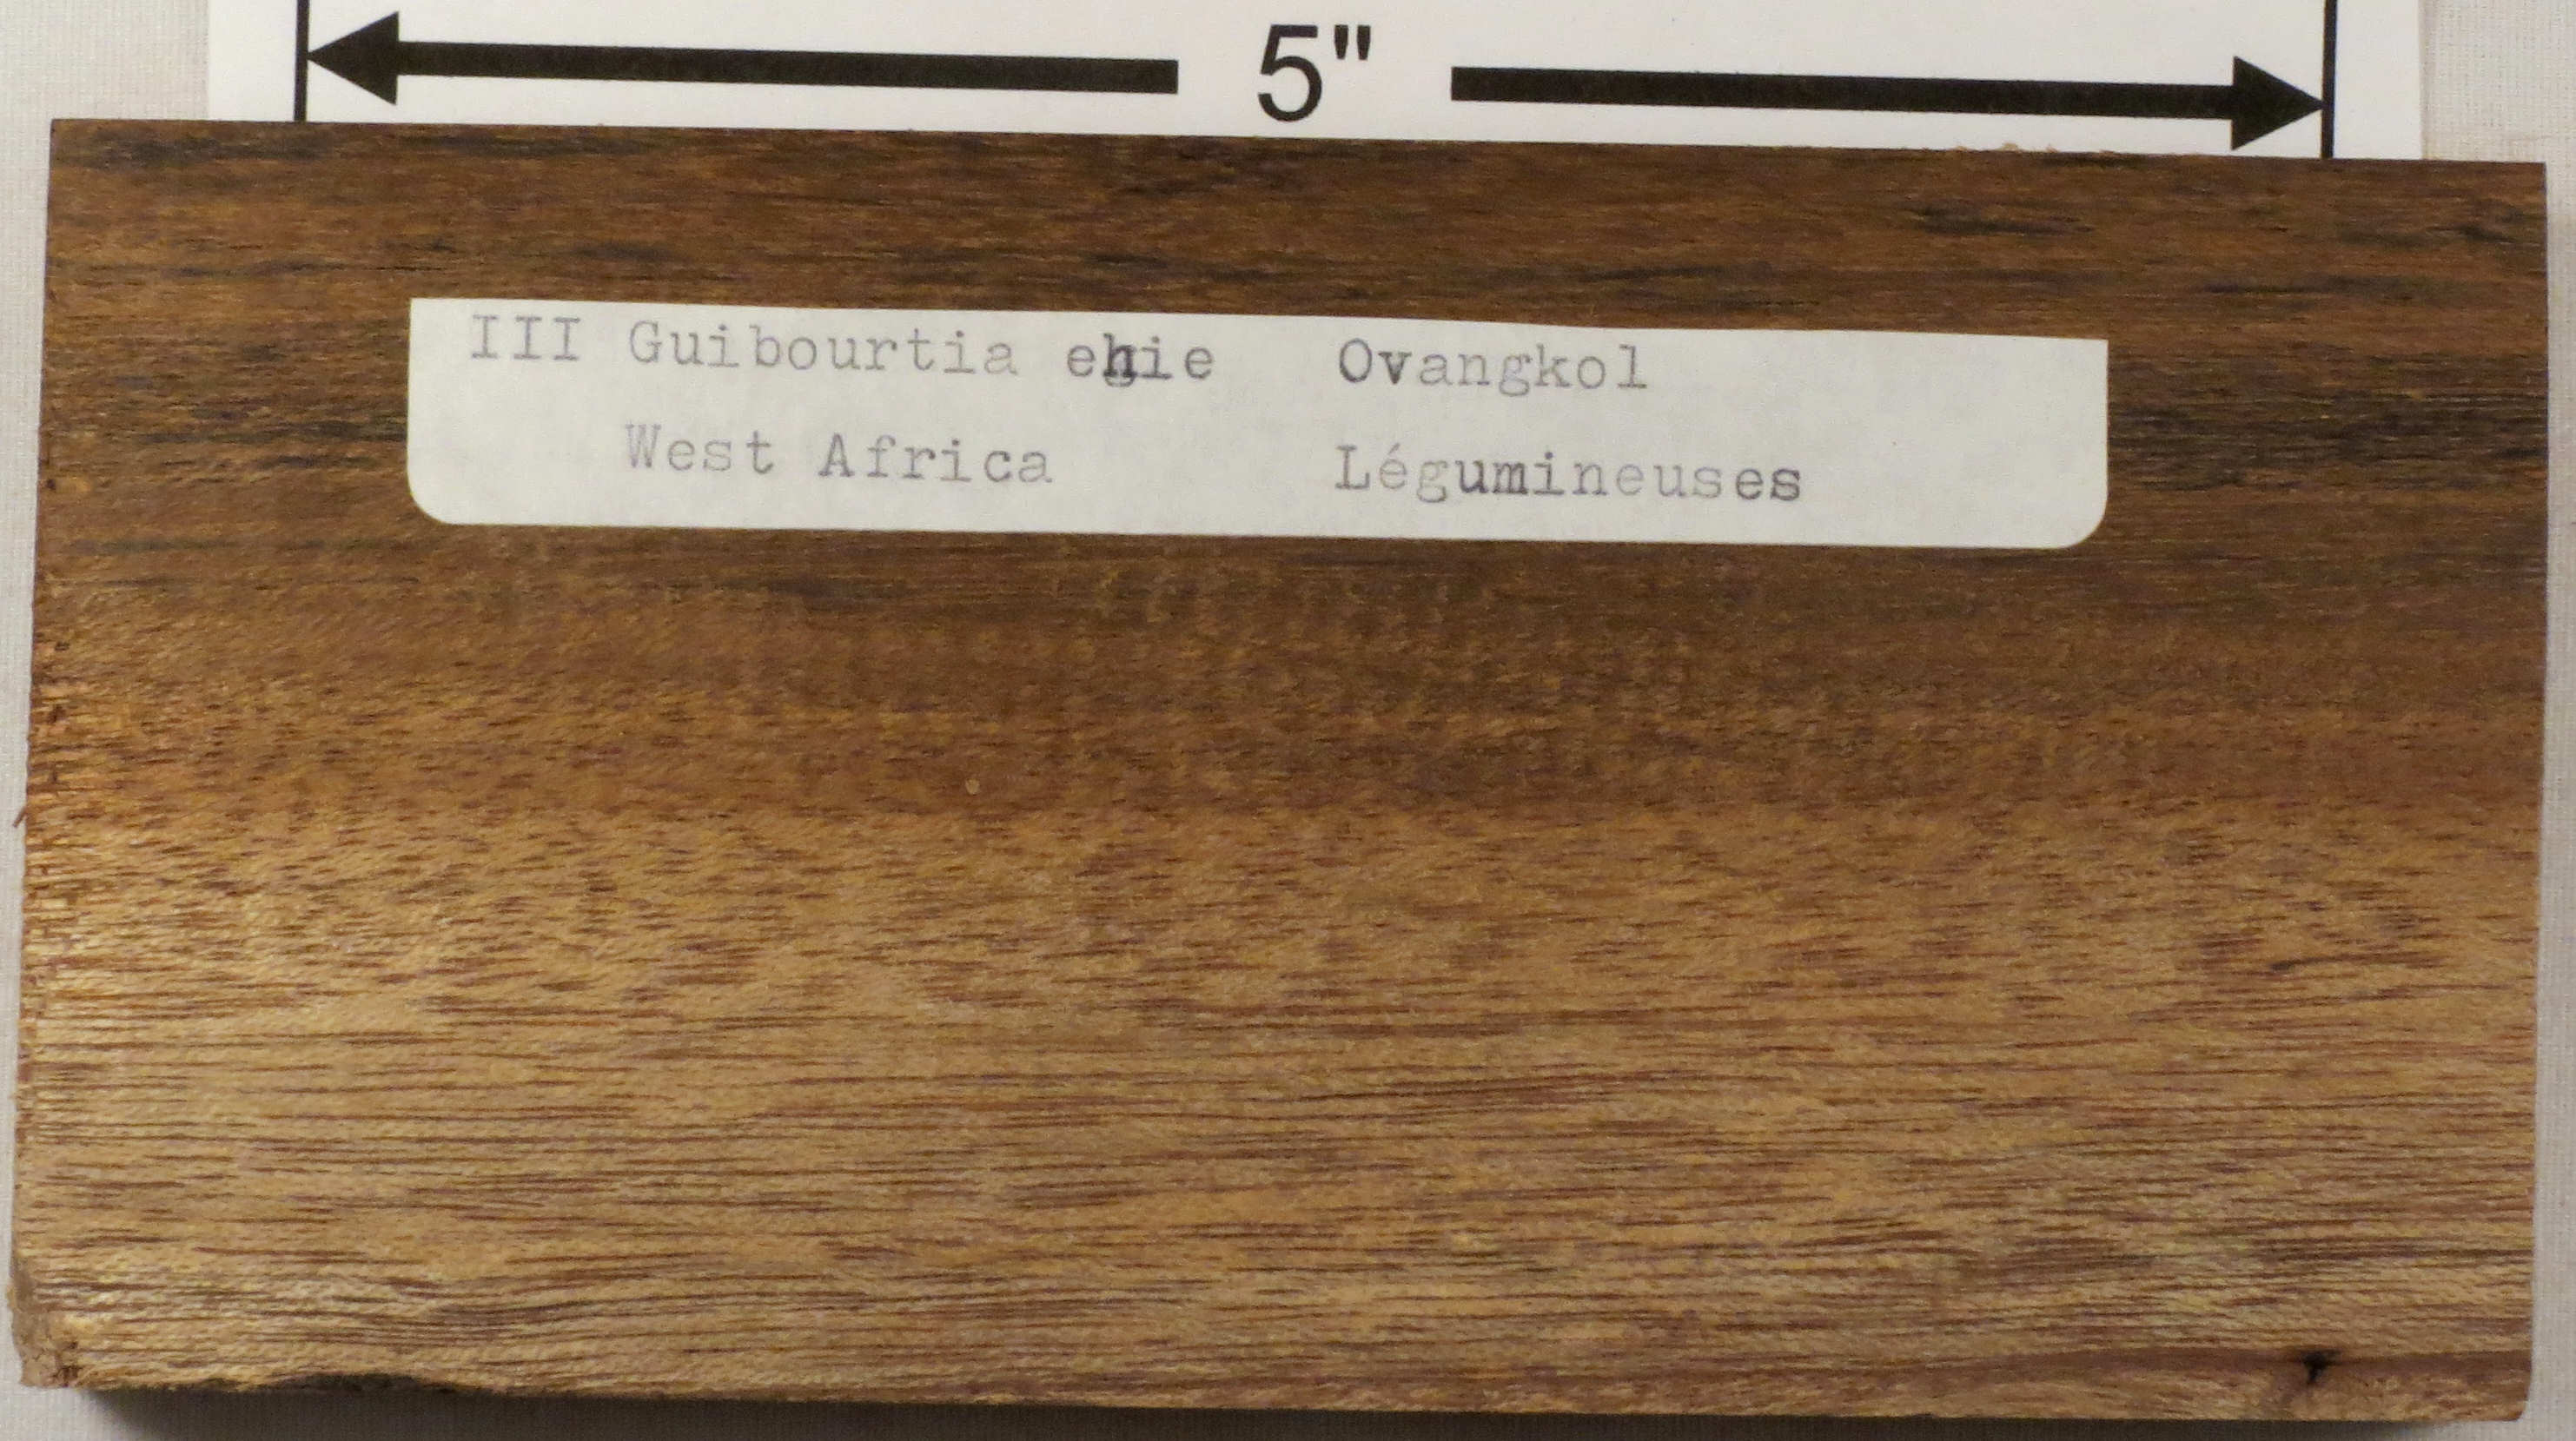 5"
III Guibourtia ehie Ovangkol
West Africa Légumineuses